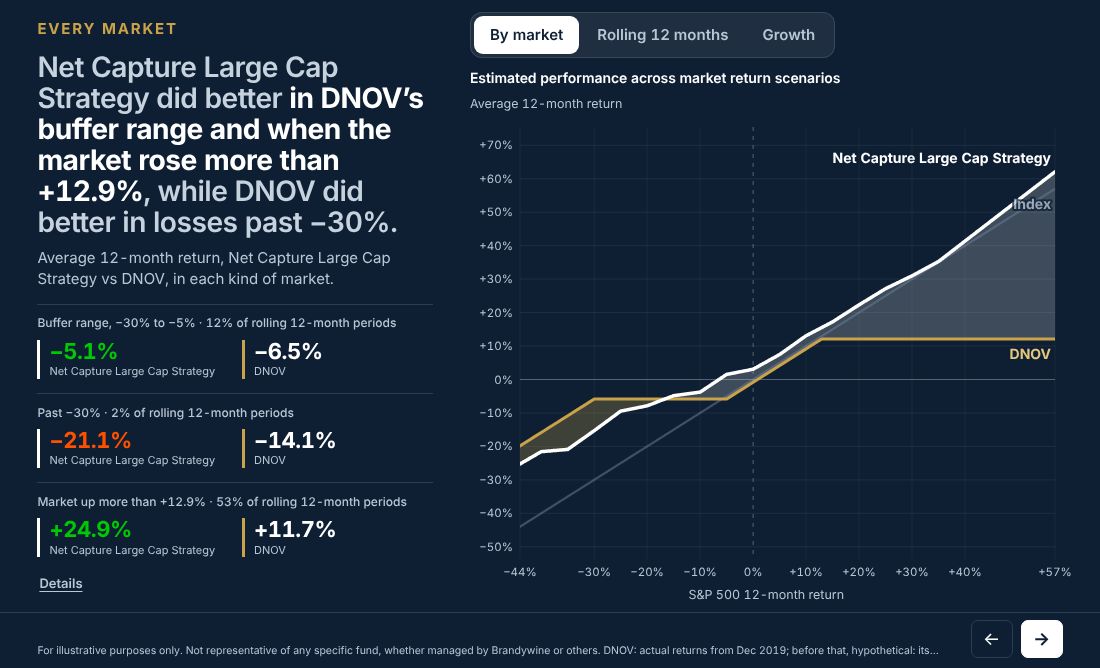 EVERY MARKET
Net Capture Large Cap
Strategy did better in DNOV’s
buffer range and when the
market rose more than
+12.9%, while DNOV did
better in losses past −30%.
Average 12-month return, Net Capture Large Cap
Strategy vs DNOV, in each kind of market.
Buffer range, −30% to −5% · 12% of rolling 12-month periods
−5.1%
Net Capture Large Cap Strategy
−6.5%
DNOV
Past −30% · 2% of rolling 12-month periods
−21.1%
Net Capture Large Cap Strategy
−14.1%
DNOV
Market up more than +12.9% · 53% of rolling 12-month periods
+24.9%
Net Capture Large Cap Strategy
+11.7%
DNOV
Details
By market
Rolling 12 months
Growth
Estimated performance across market return scenarios
Average 12-month return
+70%
+60%
+50%
+40%
+30%
+20%
+10%
0%
−10%
−20%
−30%
−40%
−50%
Net Capture Large Cap Strategy
Index
DNOV
−44%
−30%
−20%
−10%
0%
+10%
+20%
+30%
+40%
+57%
S&P 500 12-month return
For illustrative purposes only. Not representative of any specific fund, whether managed by Brandywine or others. DNOV: actual returns from Dec 2019; before that, hypothetical: its…